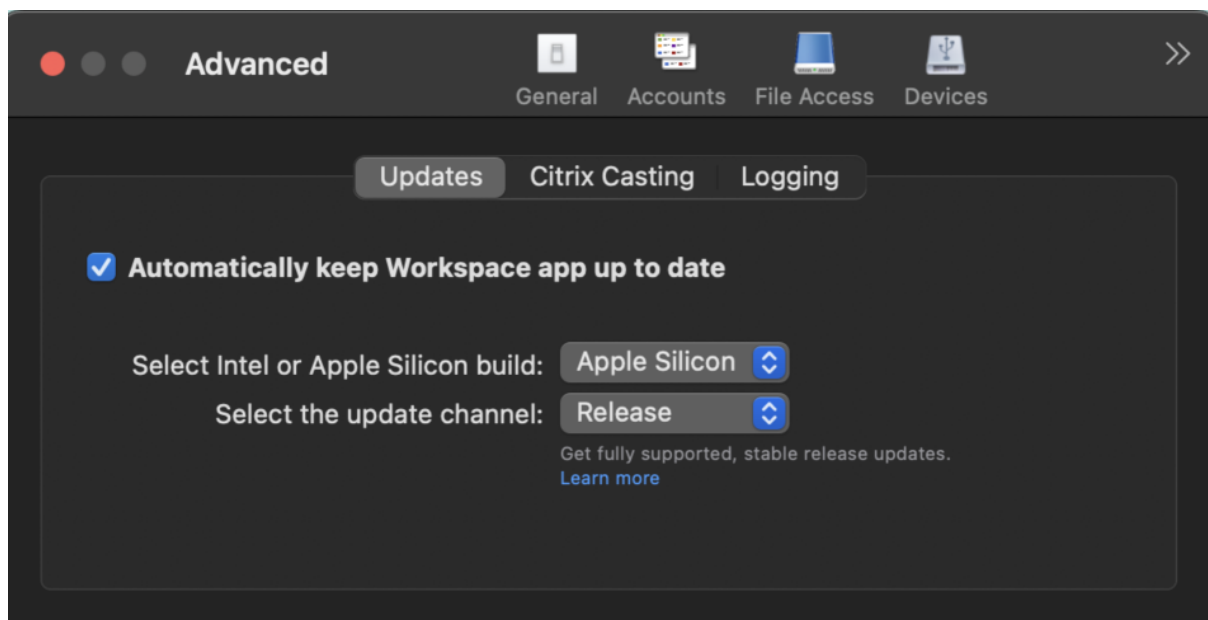 Advanced
General Accounts File Access Devices
Updates Citrix Casting Logging
Automatically keep Workspace app up to date
Select Intel or Apple Silicon build: Apple Silicon
Select the update channel: Release
Get fully supported, stable release updates.
Learn more